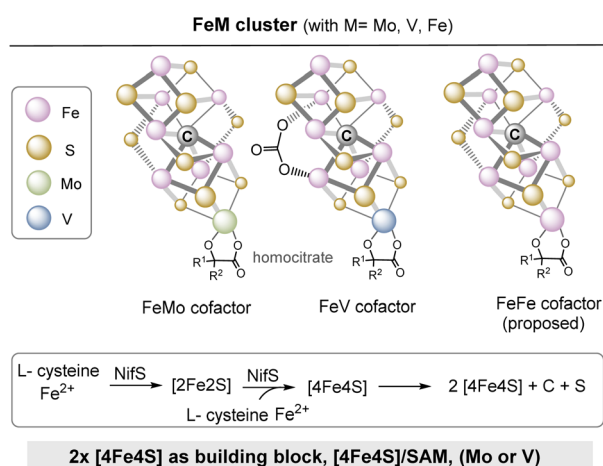 FeM cluster (with M= Mo, V, Fe)
Fe
S
Mo
V
C
C
C
O
O
O
O O
R¹ O
R²
homocitrate
O O
R¹ O
R²
O O
R¹ O
R²
FeMo cofactor
FeV cofactor
FeFe cofactor
(proposed)
L- cysteine
Fe2+
NifS
[2Fe2S]
NifS
L- cysteine Fe2+
[4Fe4S]
2 [4Fe4S] + C + S
2x [4Fe4S] as building block, [4Fe4S]/SAM, (Mo or V)